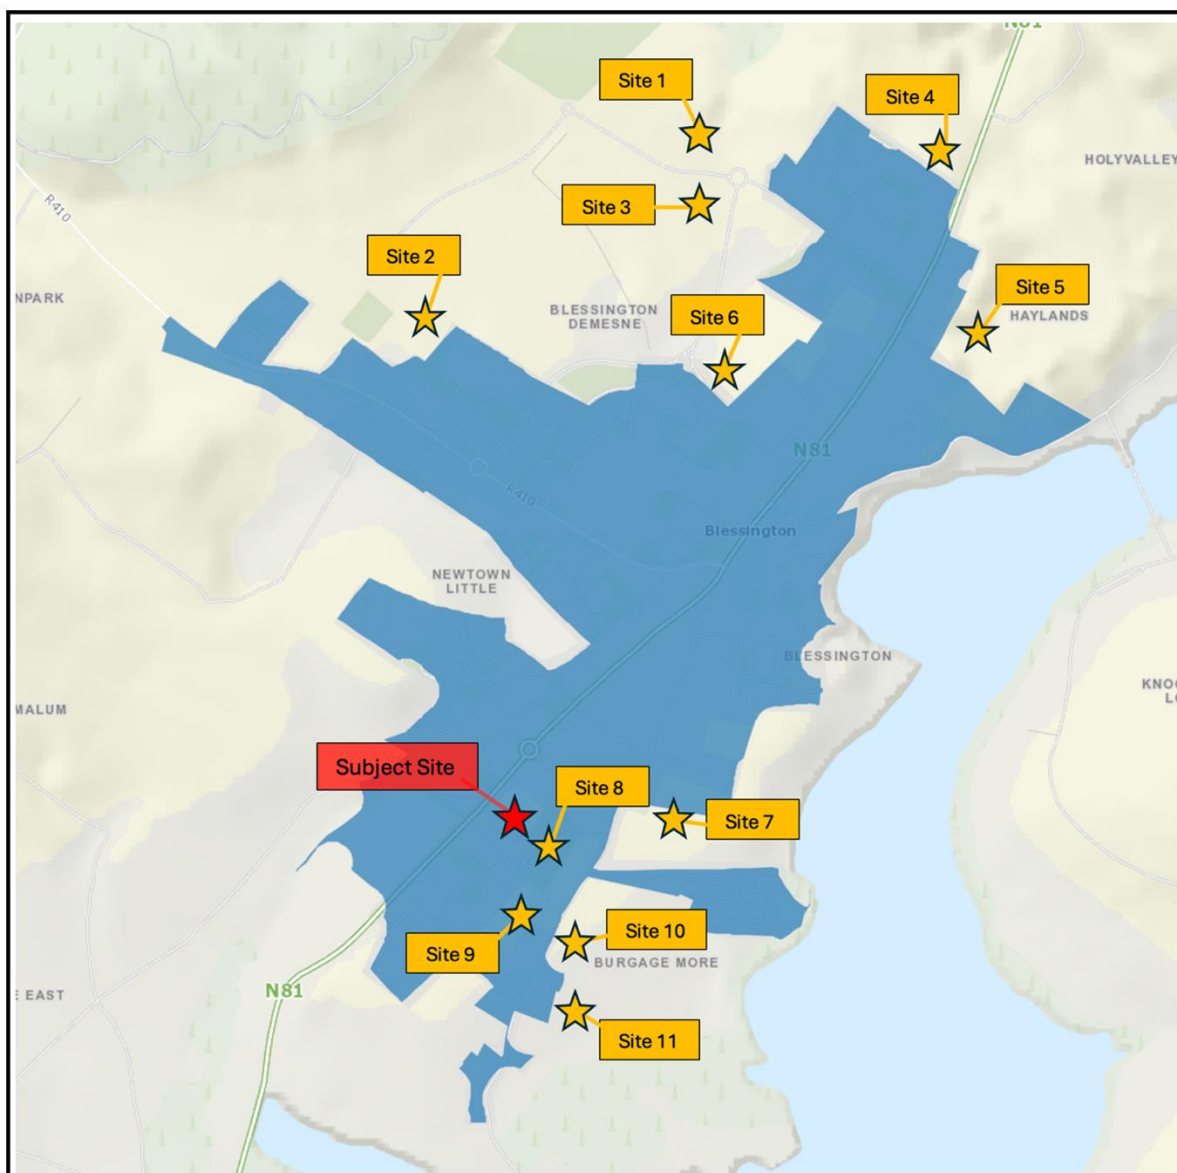 N81
Site 1
Site 4
HOLYVALLEY
R410
Site 3
Site 2
Site 5
NPARK
BLESSINGTON
DEMESNE
Site 6
HAYLANDS
N81
R410
Blessington
NEWTOWN
LITTLE
BLESSINGTON
KNO
L
MALUM
Subject Site
Site 8
Site 7
Site 10
Site 9
BURGAGE MORE
N81
E EAST
Site 11